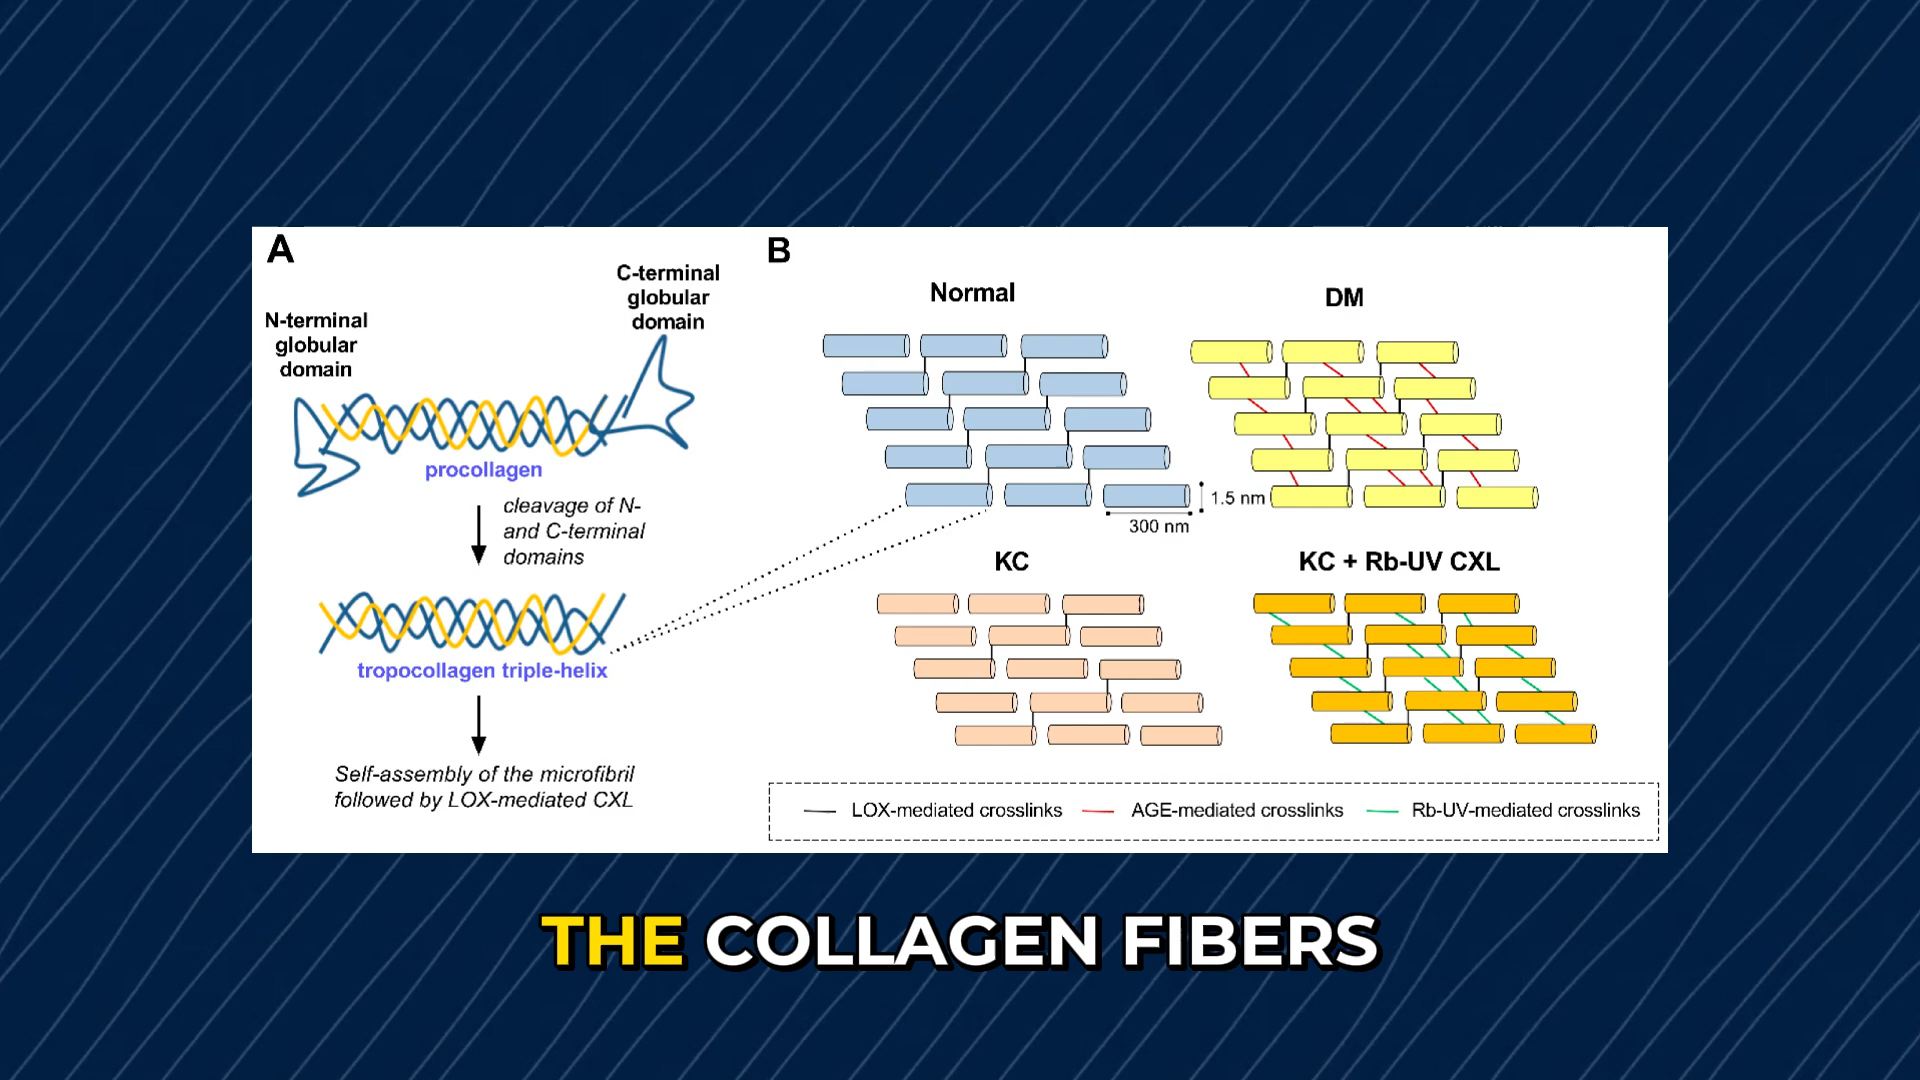 A
N-terminal
globular
domain
C-terminal
globular
domain
procollagen
cleavage of N-
and C-terminal
domains
tropocollagen triple-helix
Self-assembly of the microfibril
followed by LOX-mediated CXL
B
Normal
DM
1.5 nm
300 nm
KC
KC + Rb-UV CXL
LOX-mediated crosslinks
AGE-mediated crosslinks
Rb-UV-mediated crosslinks
THE COLLAGEN FIBERS